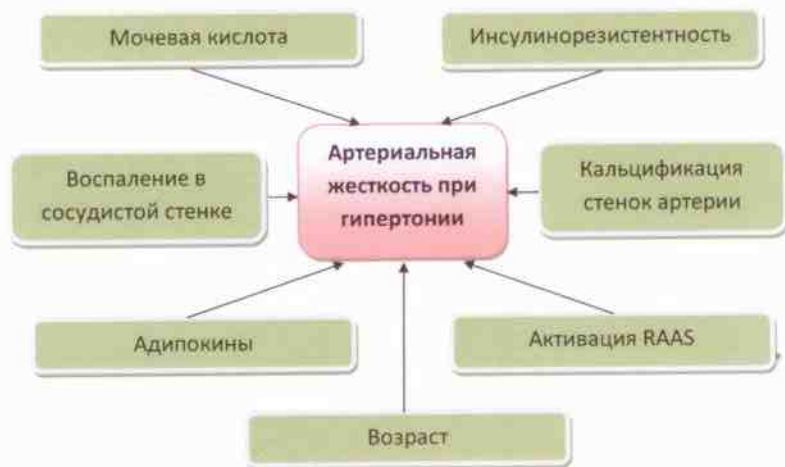 Мочевая кислота
Инсулинорезистентность
Артериальная
жесткость при
гипертонии
Воспаление в
сосудистой стенке
Кальцификация
стенок артерии
Адипокины
Активация RAAS
Возраст